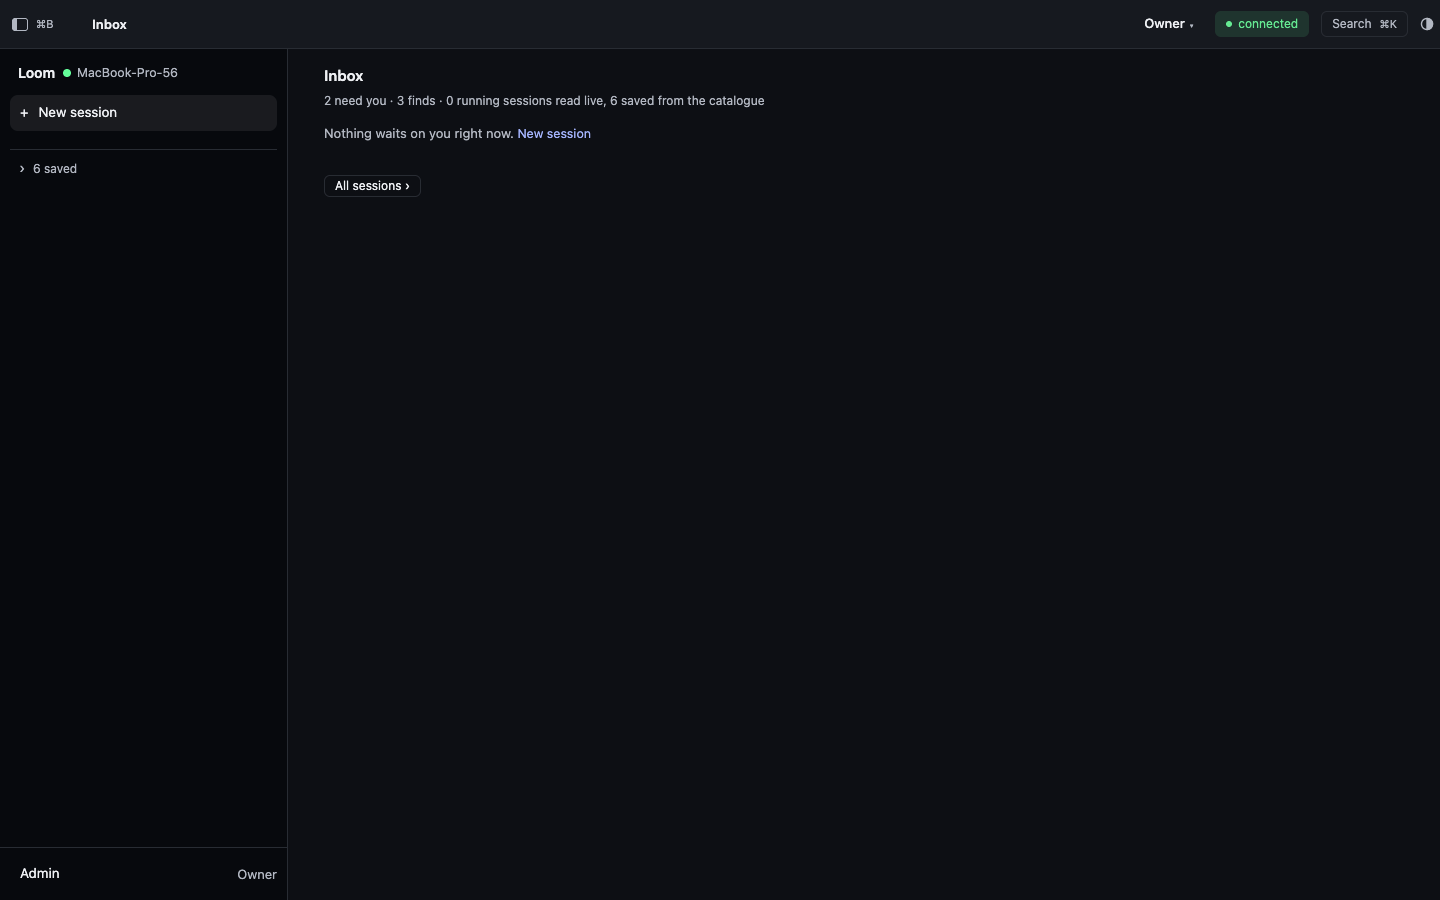 ⌘B Inbox Owner ▾ connected Search ⌘K
Loom MacBook-Pro-56
+ New session
› 6 saved
Admin Owner
Inbox
2 need you · 3 finds · 0 running sessions read live, 6 saved from the catalogue
Nothing waits on you right now. New session
All sessions ›